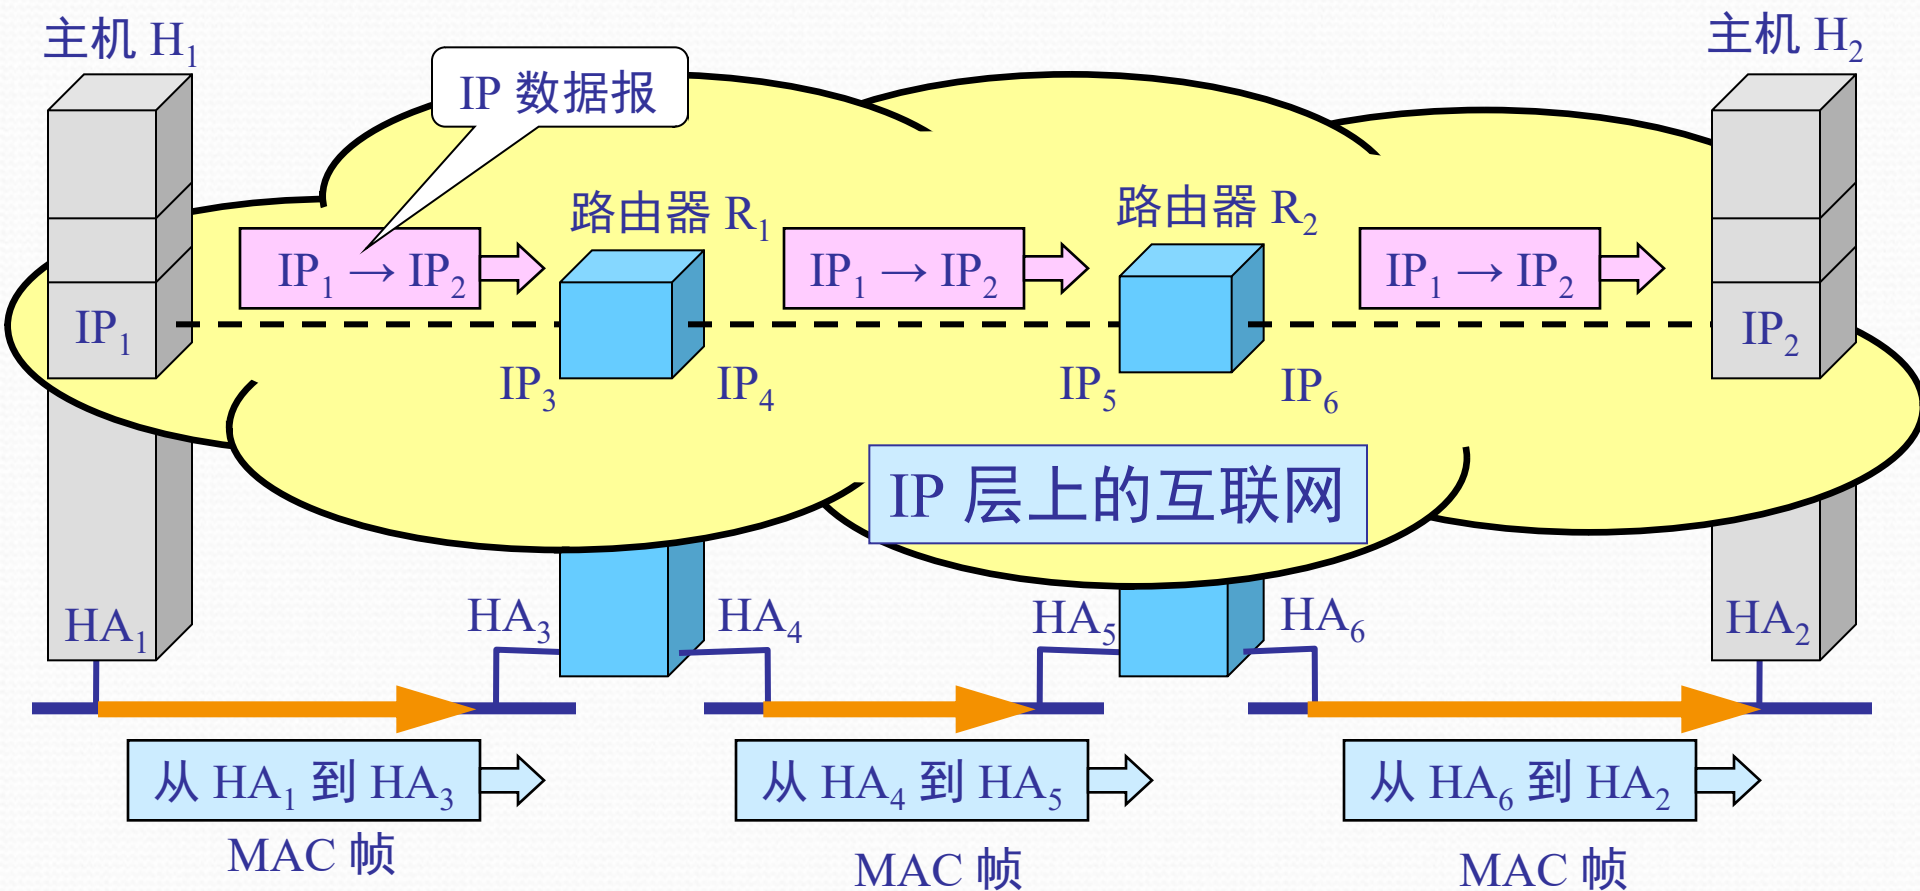 主机 H₁
主机 H₂
IP 数据报
路由器 R₁
路由器 R₂
IP₁ → IP₂
IP₁ → IP₂
IP₁ → IP₂
IP₁
IP₂
IP₃
IP₄
IP₅
IP₆
IP 层上的互联网
HA₁
HA₃
HA₄
HA₅
HA₆
HA₂
从 HA₁ 到 HA₃
从 HA₄ 到 HA₅
从 HA₆ 到 HA₂
MAC 帧
MAC 帧
MAC 帧